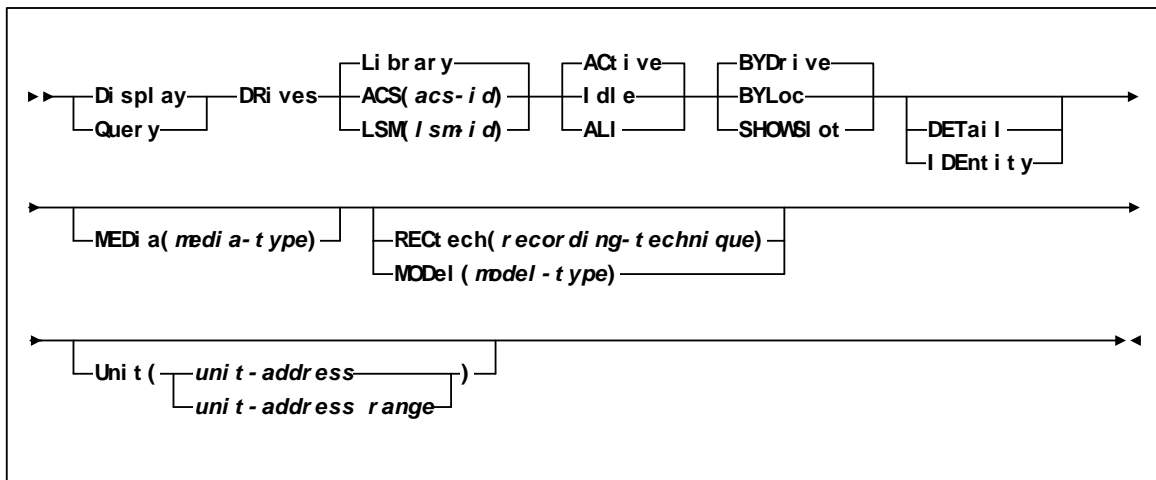 Library ACtive BYDrive
Display DRives ACS(acs-id) Idle BYLoc
Query LSM(lsm-id) ALl SHOWSlot DETail
IDEntity
MEDia(media-type) RECtech(recording-technique)
MODel(model-type)
Unit( unit-address )
unit-address range